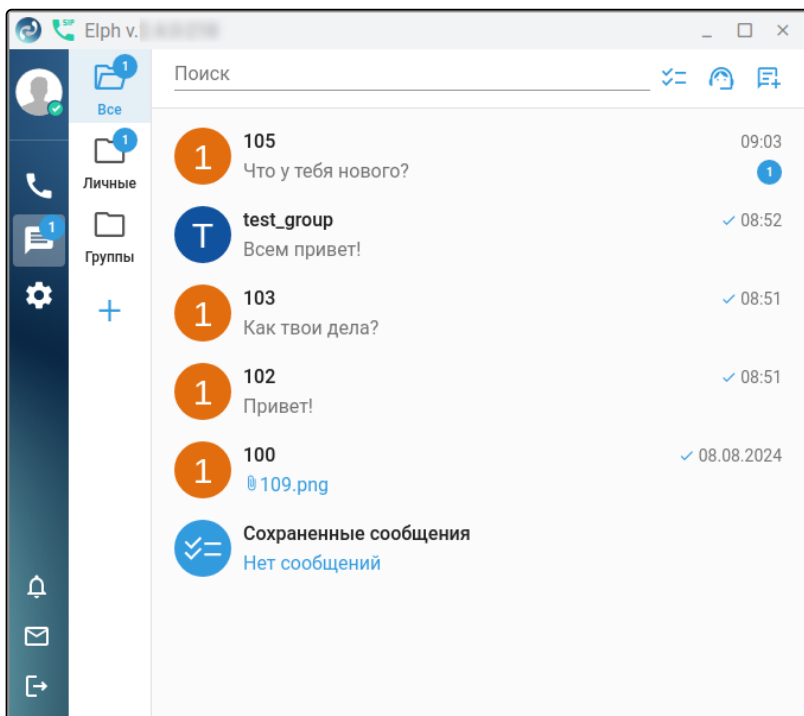 SIP
Elph v.
1
Все
1
Личные
Группы
1
Поиск
1
105
09:03
Что у тебя нового?
1
T
test_group
08:52
Всем привет!
1
103
08:51
Как твои дела?
1
102
08:51
Привет!
1
100
08.08.2024
109.png
Сохраненные сообщения
Нет сообщений